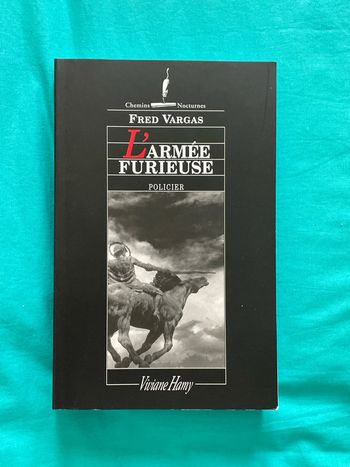 Chemins Nocturnes
FRED VARGAS
L'ARMÉE
FURIEUSE
POLICIER
Viviane Hamy